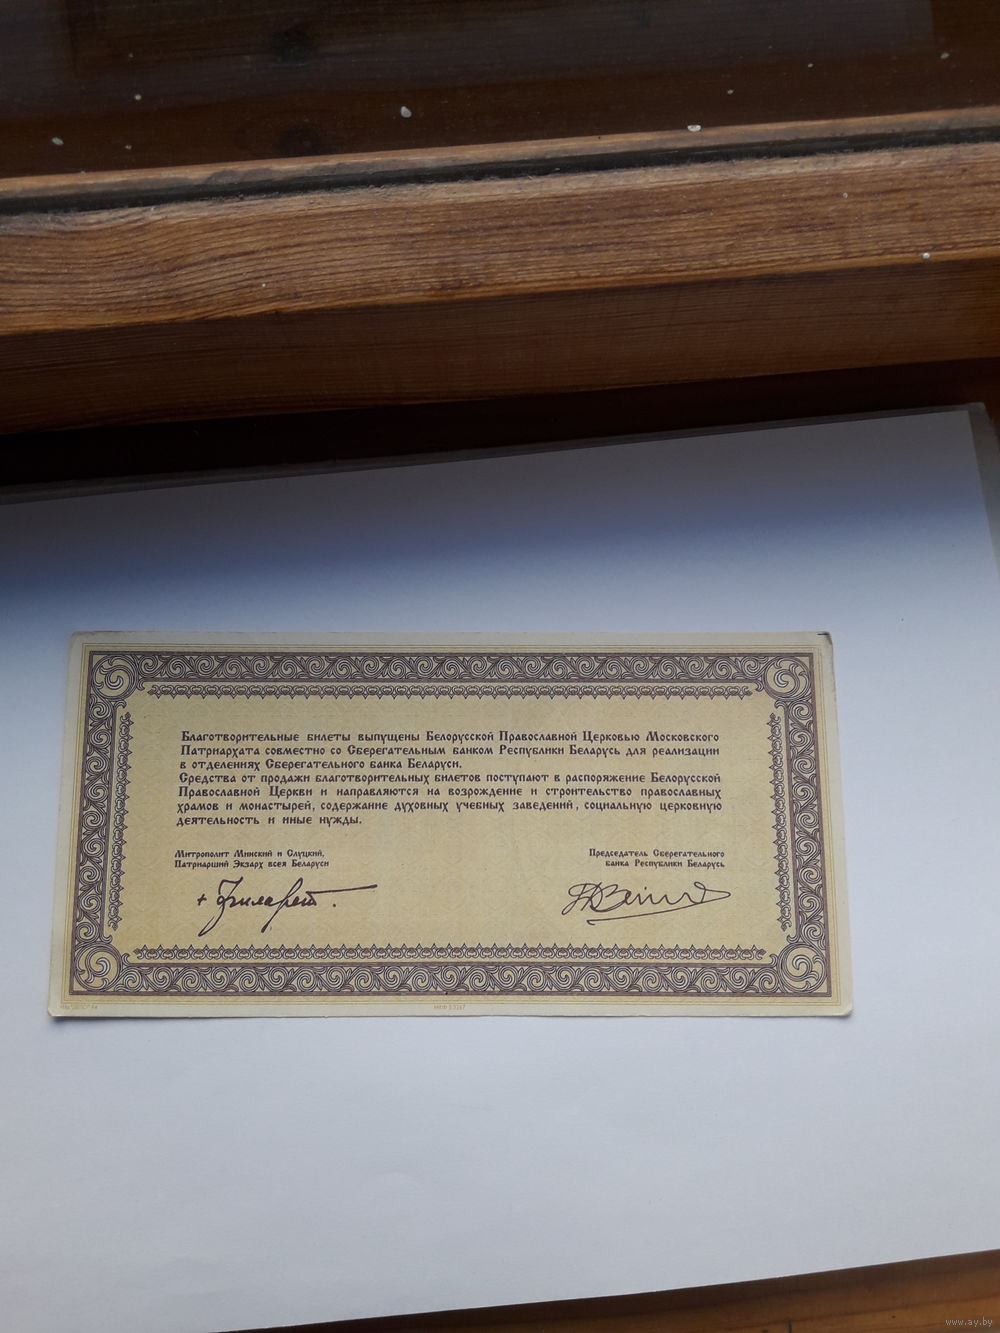 Благотворительные билеты выпущены Белорусской Православной Церковью Московского
Патриархата совместно со Сберегательным банком Республики Беларусь для реализации
в отделениях Сберегательного банка Беларуси.
Средства от продажи благотворительных билетов поступают в распоряжение Белорусской
Православной Церкви и направляются на возрождение и строительство православных
храмов и монастырей, содержание духовных учебных заведений, социальную церковную
деятельность и иные нужды.
Митрополит Минский и Слуцкий,
Патриарший Экзарх всея Беларуси
+ Филарет.
Председатель Сберегательного
банка Республики Беларусь
www.ay.by